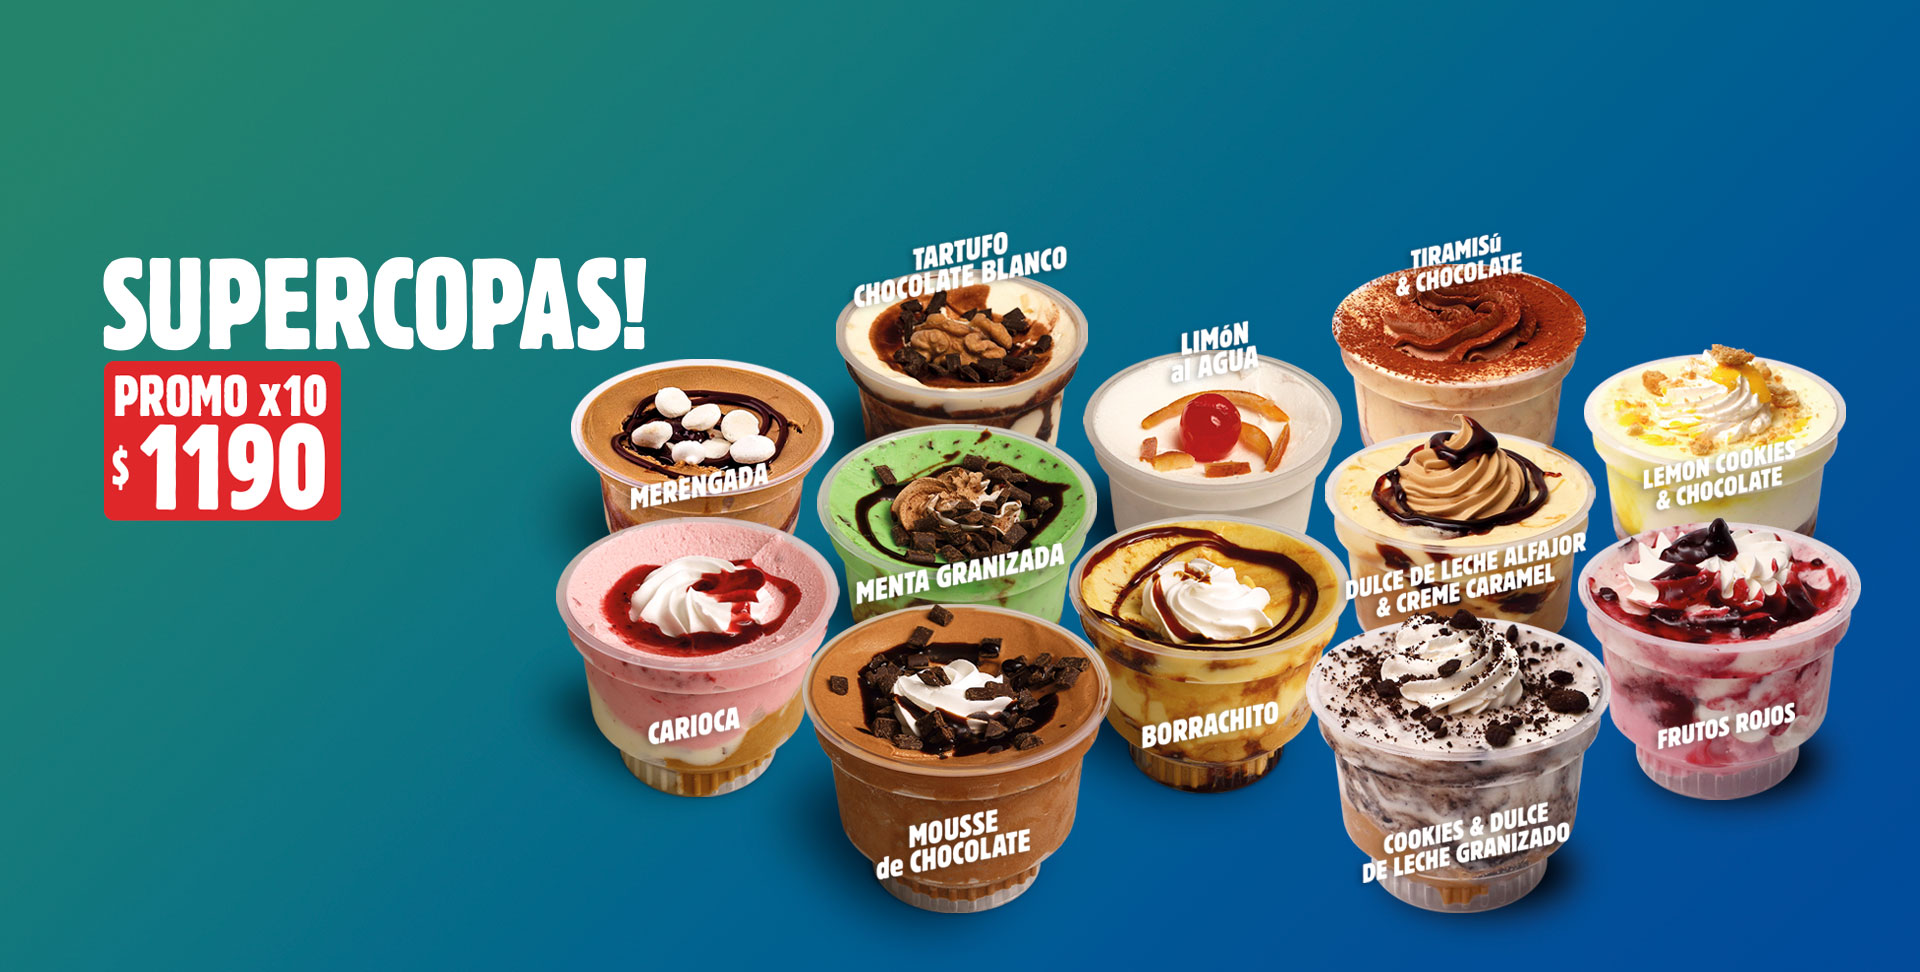 SUPERCOPAS!
PROMO x10
$1190
TARTUFO
CHOCOLATE BLANCO
TIRAMISú
& CHOCOLATE
LIMóN
al AGUA
MERENGADA
LEMON COOKIES
& CHOCOLATE
MENTA GRANIZADA
DULCE DE LECHE ALFAJOR
& CREME CARAMEL
CARIOCA
BORRACHITO
FRUTOS ROJOS
MOUSSE
de CHOCOLATE
COOKIES & DULCE
DE LECHE GRANIZADO